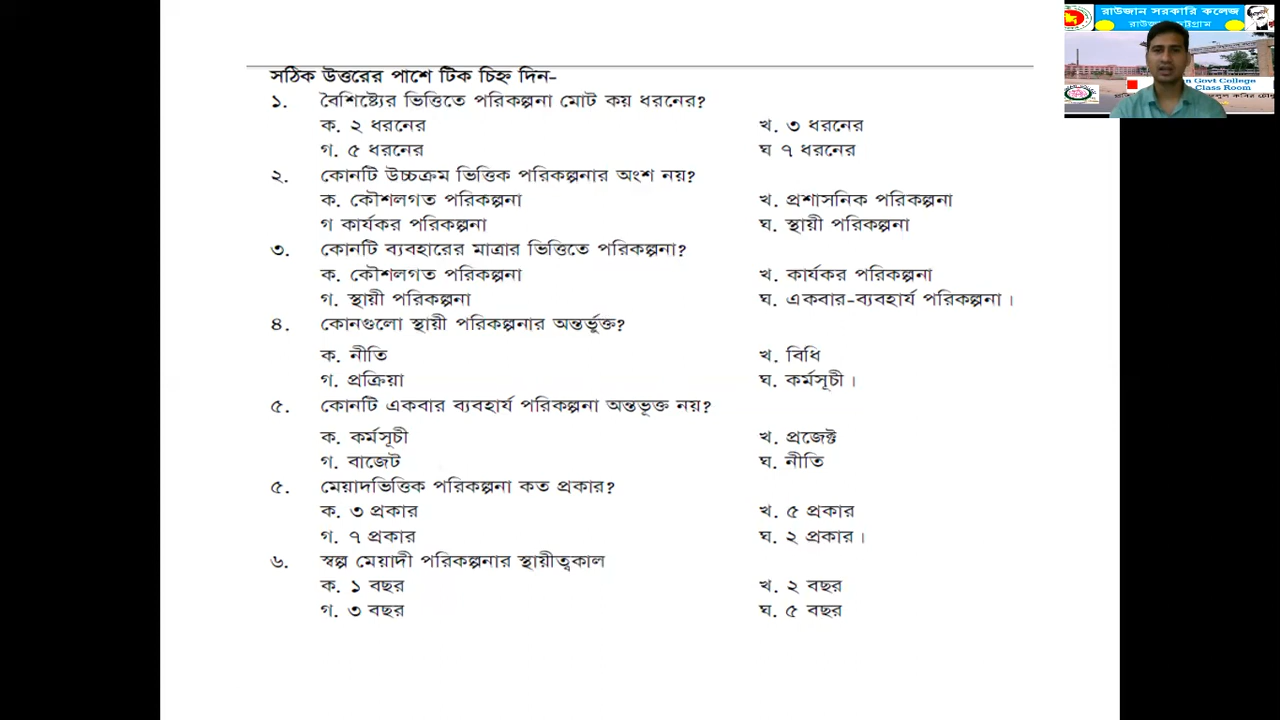 রাউজান সরকারি কলেজ
সঠিক উত্তরের পাশে টিক চিহ্ন দিন-
১. বৈশিষ্ট্যের ভিত্তিতে পরিকল্পনা মোট কয় ধরনের?
ক. ২ ধরনের খ. ৩ ধরনের
গ. ৫ ধরনের ঘ ৭ ধরনের
২. কোনটি উচ্চক্রম ভিত্তিক পরিকল্পনার অংশ নয়?
ক. কৌশলগত পরিকল্পনা খ. প্রশাসনিক পরিকল্পনা
গ কার্যকর পরিকল্পনা ঘ. স্থায়ী পরিকল্পনা
৩. কোনটি ব্যবহারের মাত্রার ভিত্তিতে পরিকল্পনা?
ক. কৌশলগত পরিকল্পনা খ. কার্যকর পরিকল্পনা
গ. স্থায়ী পরিকল্পনা ঘ. একবার-ব্যবহার্য পরিকল্পনা।
৪. কোনগুলো স্থায়ী পরিকল্পনার অন্তর্ভুক্ত?
ক. নীতি খ. বিধি
গ. প্রক্রিয়া ঘ. কর্মসূচী।
৫. কোনটি একবার ব্যবহার্য পরিকল্পনা অন্তভূক্ত নয়?
ক. কর্মসূচী খ. প্রজেক্ট
গ. বাজেট ঘ. নীতি
৫. মেয়াদভিত্তিক পরিকল্পনা কত প্রকার?
ক. ৩ প্রকার খ. ৫ প্রকার
গ. ৭ প্রকার ঘ. ২ প্রকার।
৬. স্বল্প মেয়াদী পরিকল্পনার স্থায়ীত্বকাল
ক. ১ বছর খ. ২ বছর
গ. ৩ বছর ঘ. ৫ বছর
Govt College
Class Room